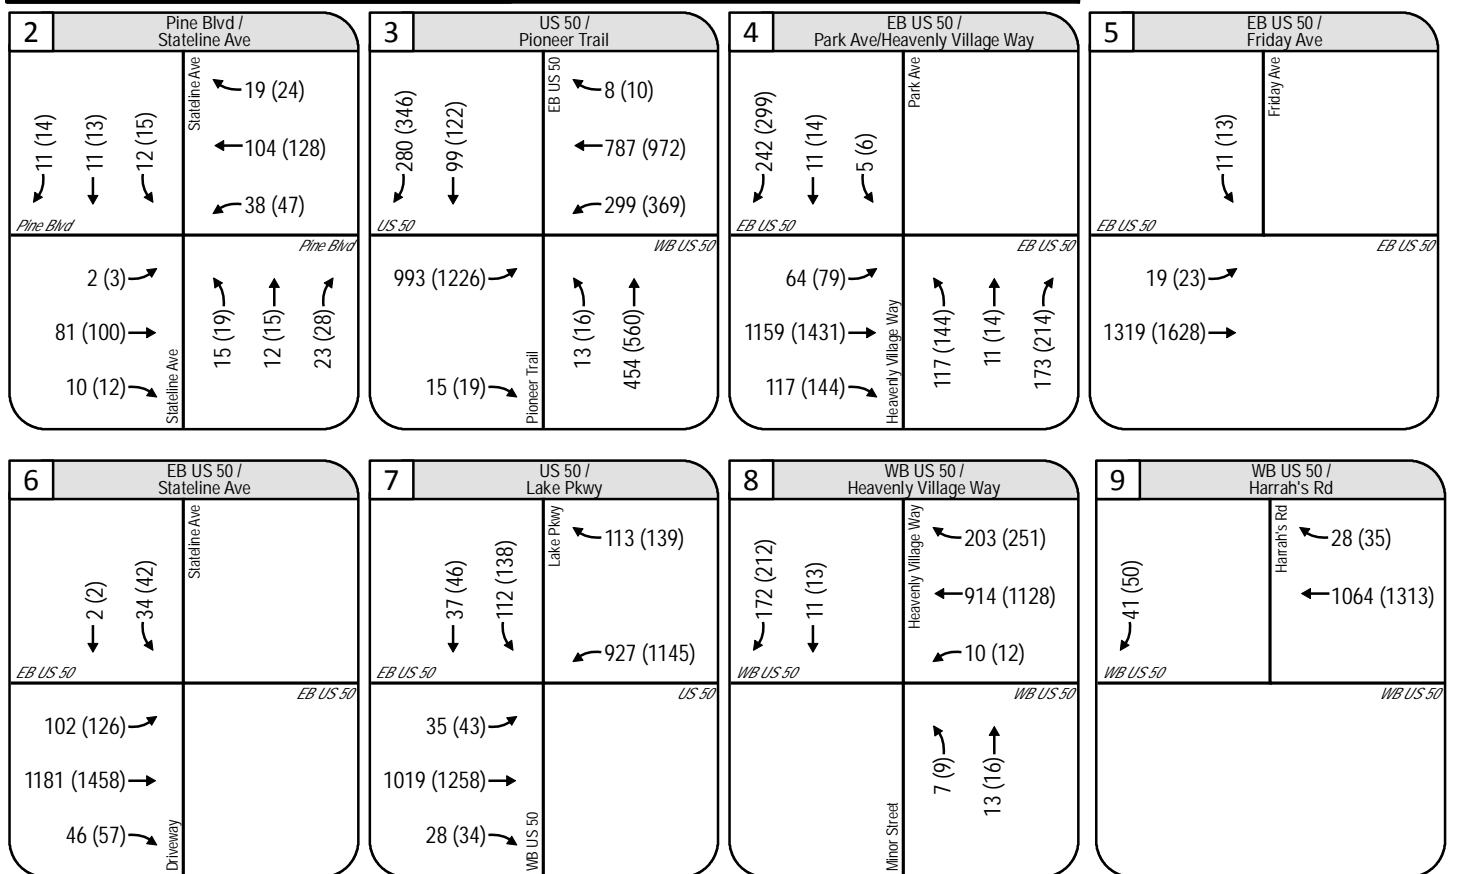 2
Pine Blvd /
Stateline Ave
Stateline Ave
11 (14)
11 (13)
12 (15)
19 (24)
104 (128)
38 (47)
Pine Blvd
Pine Blvd
2 (3)
81 (100)
10 (12)
Stateline Ave
15 (19)
12 (15)
23 (28)
3
US 50 /
Pioneer Trail
EB US 50
280 (346)
99 (122)
8 (10)
787 (972)
299 (369)
US 50
WB US 50
993 (1226)
15 (19)
Pioneer Trail
13 (16)
454 (560)
4
EB US 50 /
Park Ave/Heavenly Village Way
Park Ave
242 (299)
11 (14)
5 (6)
EB US 50
EB US 50
64 (79)
1159 (1431)
117 (144)
Heavenly Village Way
117 (144)
11 (14)
173 (214)
5
EB US 50 /
Friday Ave
Friday Ave
11 (13)
EB US 50
EB US 50
19 (23)
1319 (1628)
6
EB US 50 /
Stateline Ave
Stateline Ave
2 (2)
34 (42)
EB US 50
EB US 50
102 (126)
1181 (1458)
46 (57)
Driveway
7
US 50 /
Lake Pkwy
Lake Pkwy
37 (46)
112 (138)
113 (139)
927 (1145)
EB US 50
US 50
35 (43)
1019 (1258)
28 (34)
WB US 50
8
WB US 50 /
Heavenly Village Way
Heavenly Village Way
172 (212)
11 (13)
203 (251)
914 (1128)
10 (12)
WB US 50
WB US 50
Minor Street
7 (9)
13 (16)
9
WB US 50 /
Harrah's Rd
Harrah's Rd
41 (50)
28 (35)
1064 (1313)
WB US 50
WB US 50